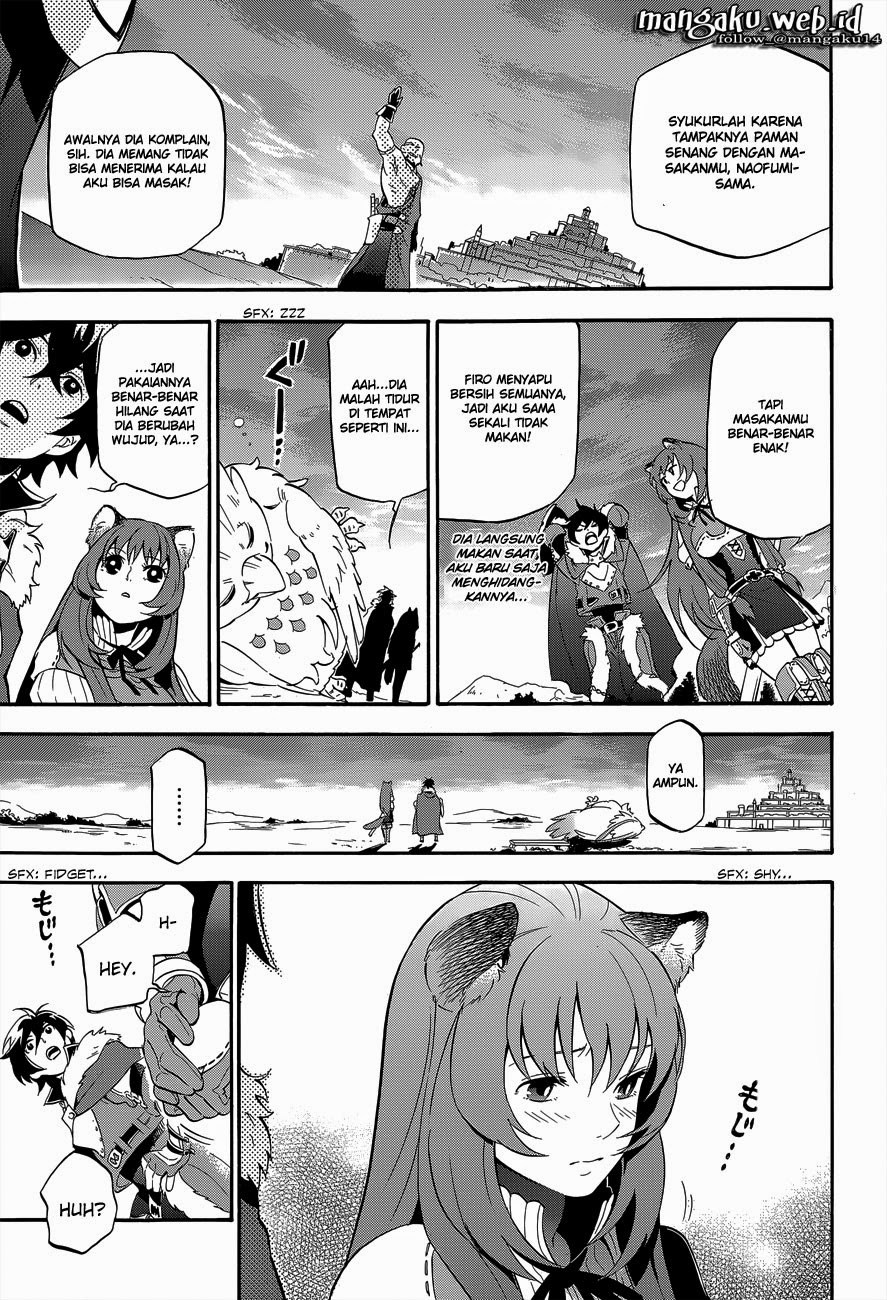 mangaku.web.id
follow @mangaku14
SYUKURLAH KARENA
TAMPAKNYA PAMAN
SENANG DENGAN MA-
SAKANMU, NAOFUMI-
SAMA.
AWALNYA DIA KOMPLAIN,
SIH. DIA MEMANG TIDAK
BISA MENERIMA KALAU
AKU BISA MASAK!
TAPI
MASAKANMU
BENAR-BENAR
ENAK!
FIRO MENYAPU
BERSIH SEMUANYA,
JADI AKU SAMA
SEKALI TIDAK
MAKAN!
DIA LANGSUNG
MAKAN SAAT
AKU BARU SAJA
MENGHIDANG-
KANNYA...
SFX: ZZZ
AAH...DIA
MALAH TIDUR
DI TEMPAT
SEPERTI INI...
...JADI
PAKAIANNYA
BENAR-BENAR
HILANG SAAT
DIA BERUBAH
WUJUD, YA...?
YA
AMPUN.
......
SFX: SHY...
もじ…
SFX: FIDGET...
もじ…
H-
HEY.
HUH?